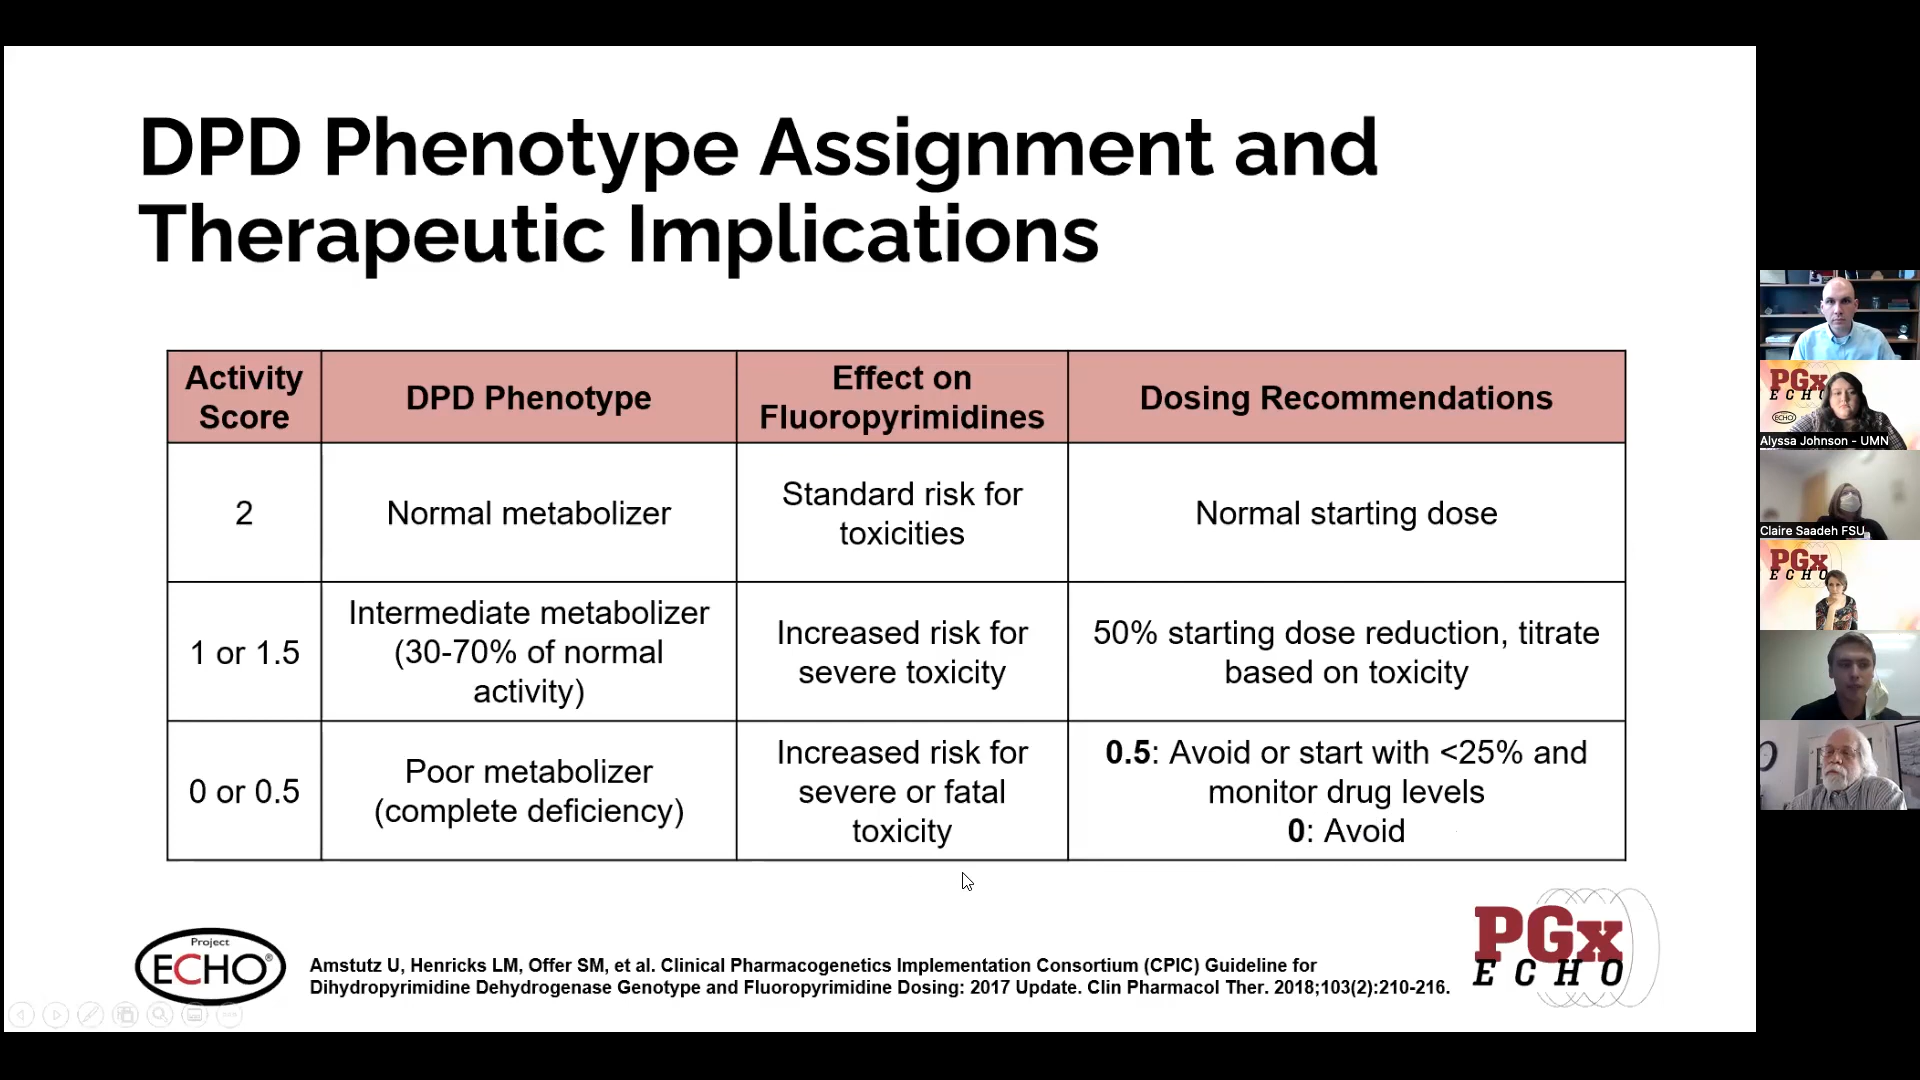 DPD Phenotype Assignment and
Therapeutic Implications
Activity
Score
DPD Phenotype
Effect on
Fluoropyrimidines
Dosing Recommendations
2
Normal metabolizer
Standard risk for
toxicities
Normal starting dose
1 or 1.5
Intermediate metabolizer
(30-70% of normal
activity)
Increased risk for
severe toxicity
50% starting dose reduction, titrate
based on toxicity
0 or 0.5
Poor metabolizer
(complete deficiency)
Increased risk for
severe or fatal
toxicity
0.5: Avoid or start with <25% and
monitor drug levels
0: Avoid
Project
ECHO®
Amstutz U, Henricks LM, Offer SM, et al. Clinical Pharmacogenetics Implementation Consortium (CPIC) Guideline for
Dihydropyrimidine Dehydrogenase Genotype and Fluoropyrimidine Dosing: 2017 Update. Clin Pharmacol Ther. 2018;103(2):210-216.
PGx
ECHO
PGx
ECHO
ECHO
Alyssa Johnson - UMN
Claire Saadeh FSU
PGx
ECHO